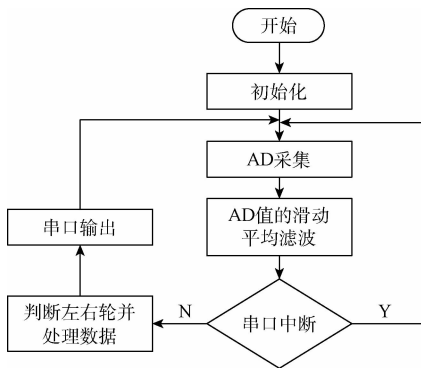 开始
初始化
AD采集
AD值的滑动
平均滤波
串口中断
N
Y
判断左右轮并
处理数据
串口输出